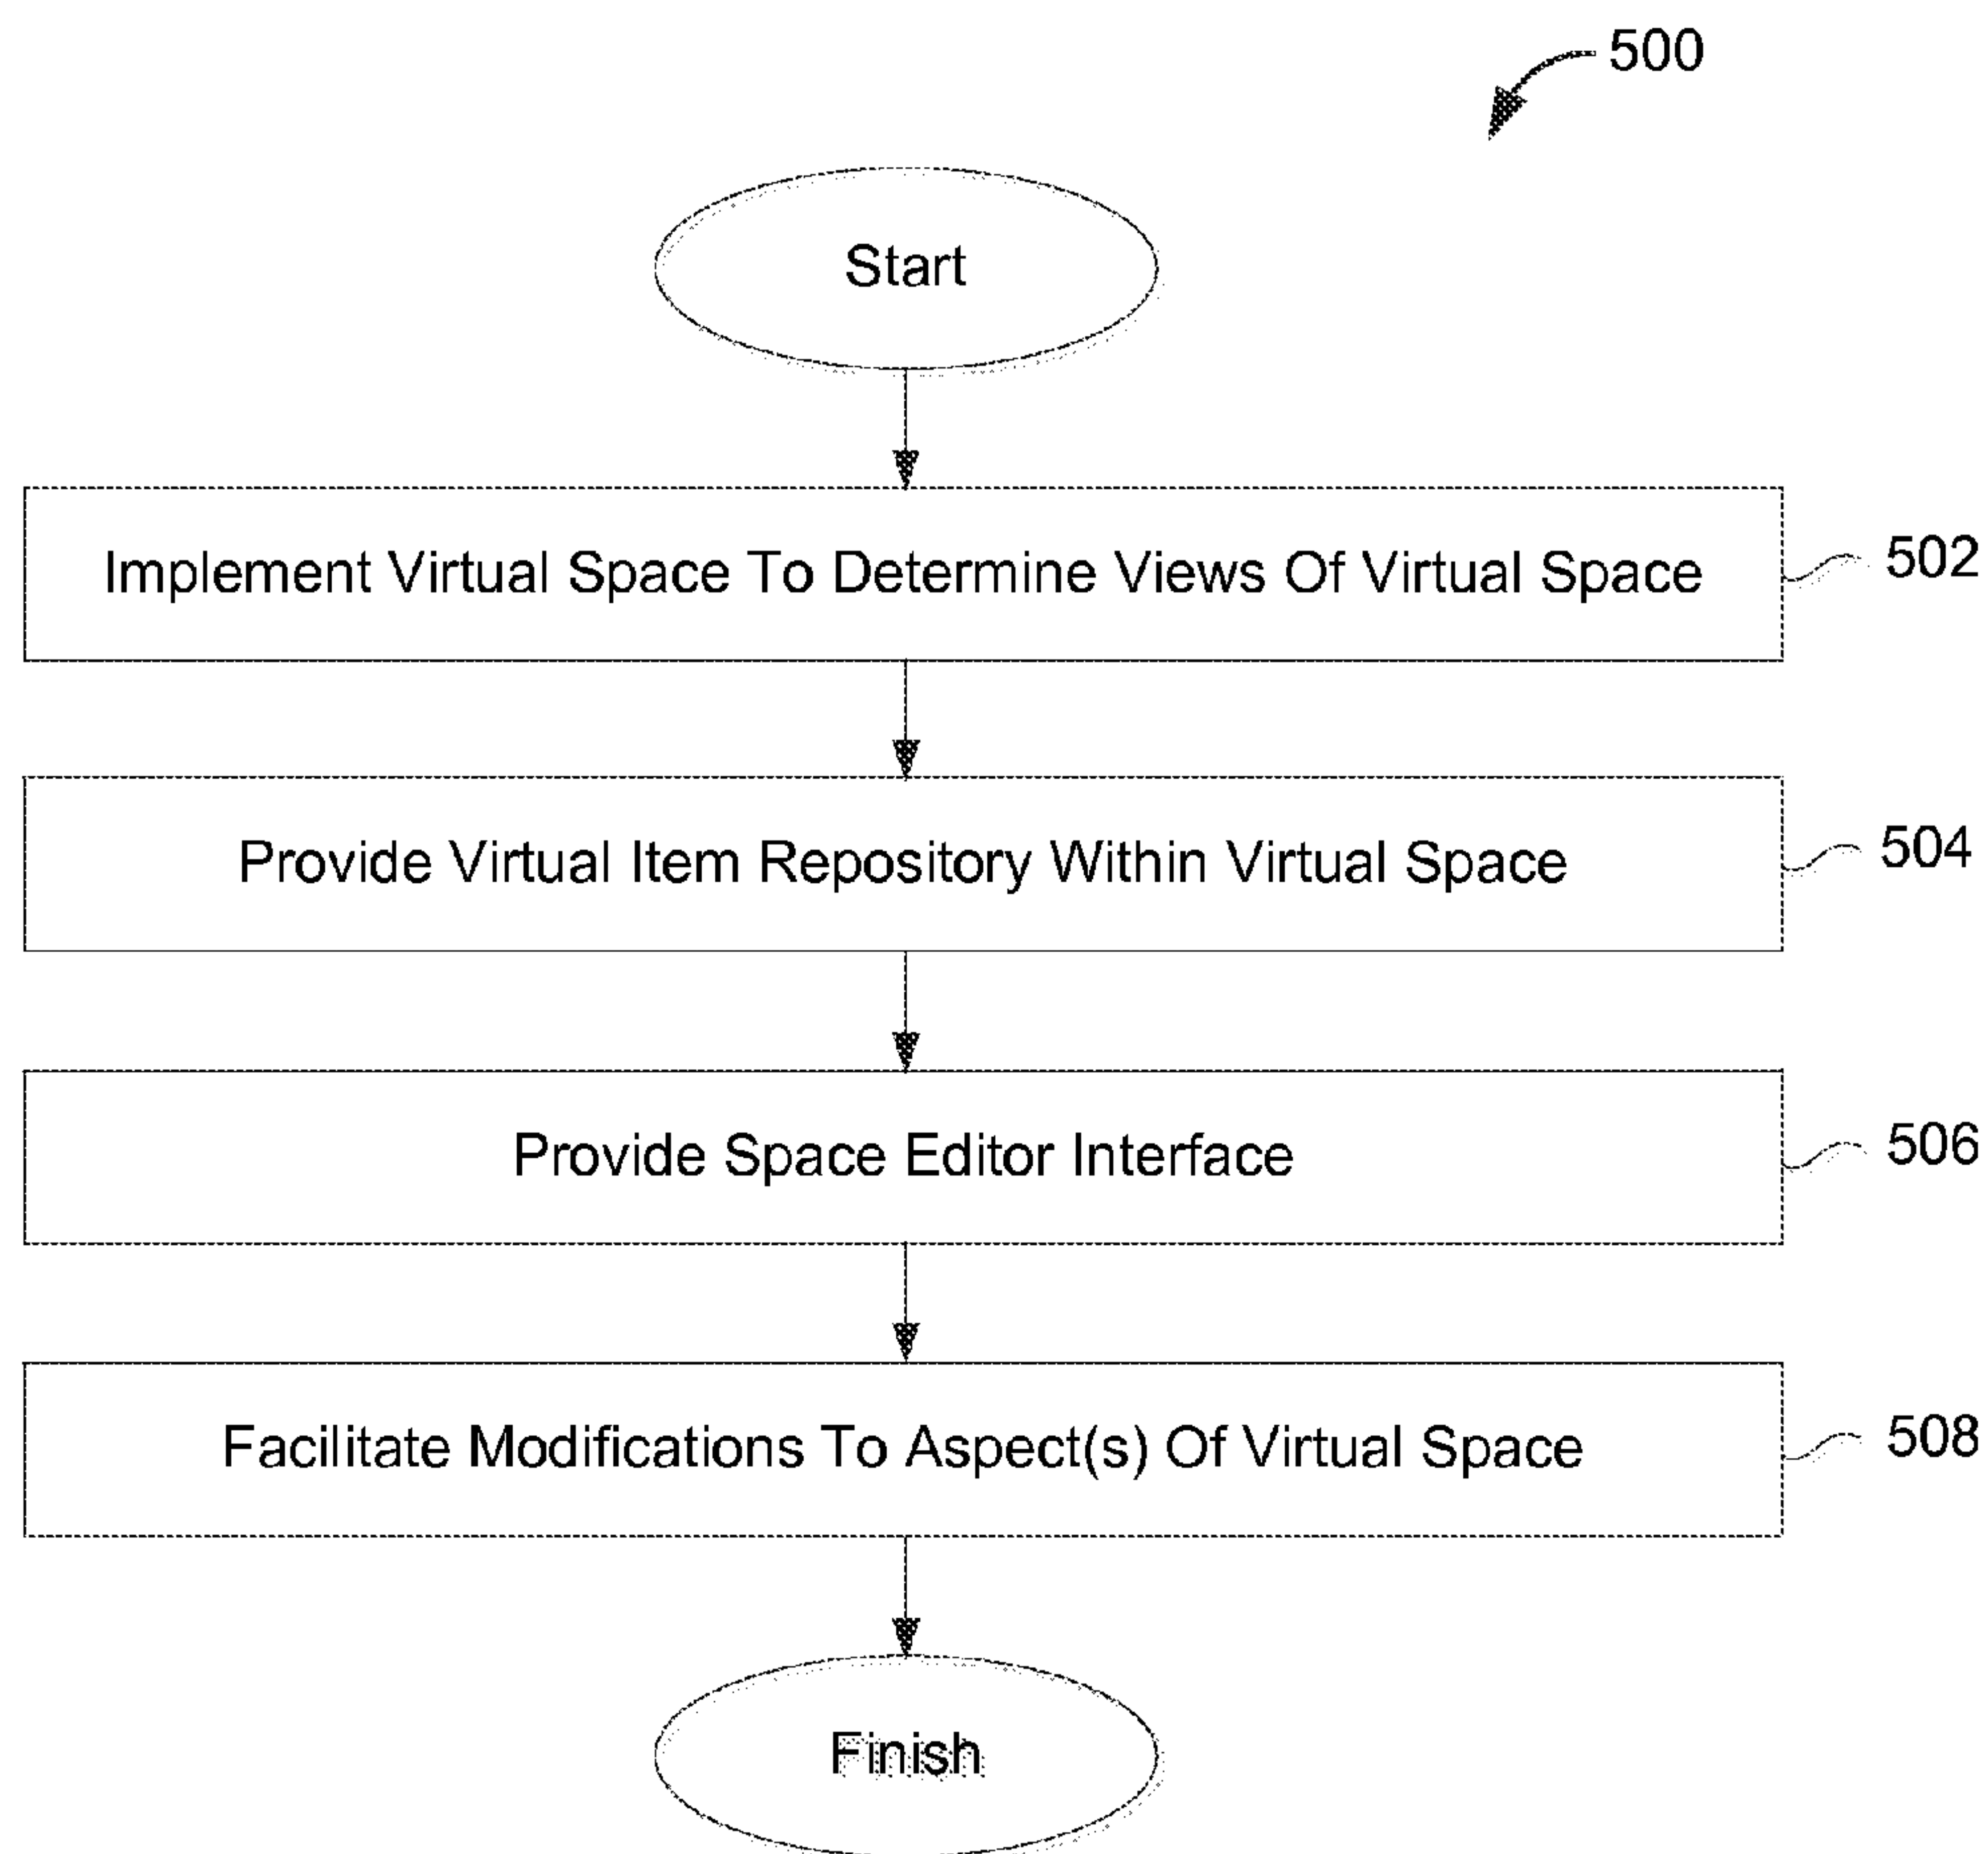 500
Start
Implement Virtual Space To Determine Views Of Virtual Space
502
Provide Virtual Item Repository Within Virtual Space
504
Provide Space Editor Interface
506
Facilitate Modifications To Aspect(s) Of Virtual Space
508
Finish